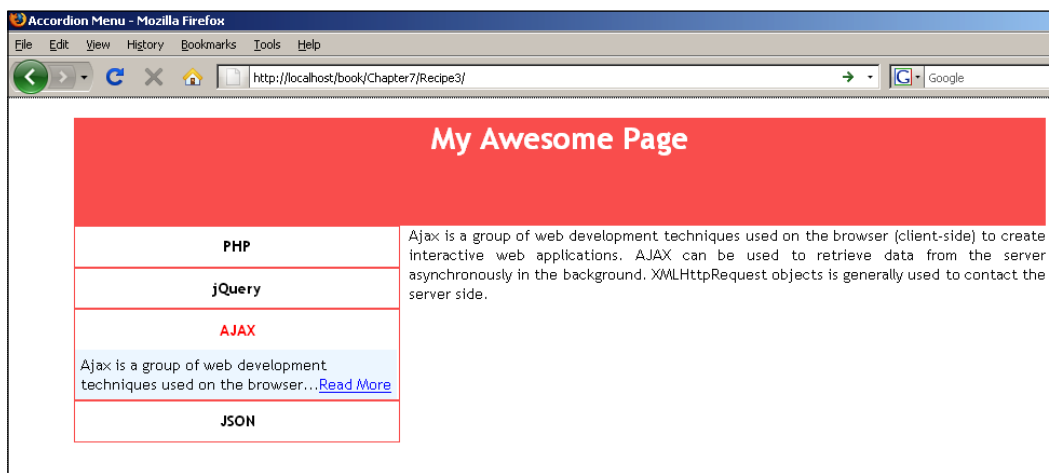 Accordion Menu - Mozilla Firefox
File Edit View History Bookmarks Tools Help
http://localhost/book/Chapter7/Recipe3/
G Google
My Awesome Page
PHP
jQuery
AJAX
Ajax is a group of web development
techniques used on the browser...Read More
JSON
Ajax is a group of web development techniques used on the browser (client-side) to create
interactive web applications. AJAX can be used to retrieve data from the server
asynchronously in the background. XMLHttpRequest objects is generally used to contact the
server side.